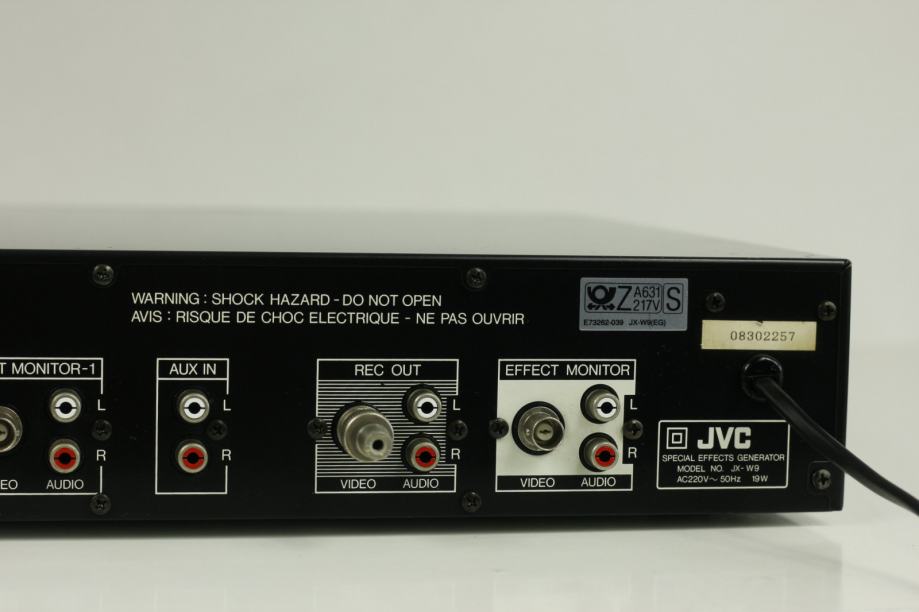 WARNING : SHOCK HAZARD - DO NOT OPEN
AVIS : RISQUE DE CHOC ELECTRIQUE - NE PAS OUVRIR
Z A631 217V S
E73262-039 JX-W9(EG)
08302257
T MONITOR-1
L
R
EO AUDIO
AUX IN
L
R
REC OUT
L
R
VIDEO AUDIO
EFFECT MONITOR
L
R
VIDEO AUDIO
JVC
SPECIAL EFFECTS GENERATOR
MODEL NO. JX-W9
AC220V~ 50Hz 19W